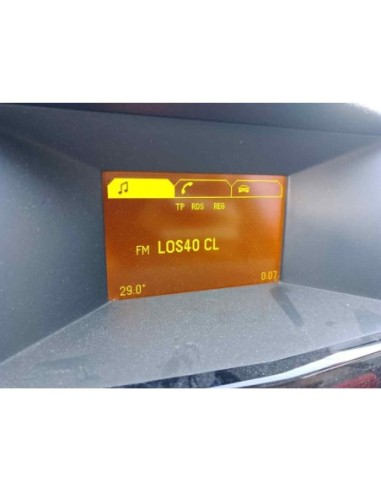 TP RDS REG
FM LOS40 CL
29.0° 0:07